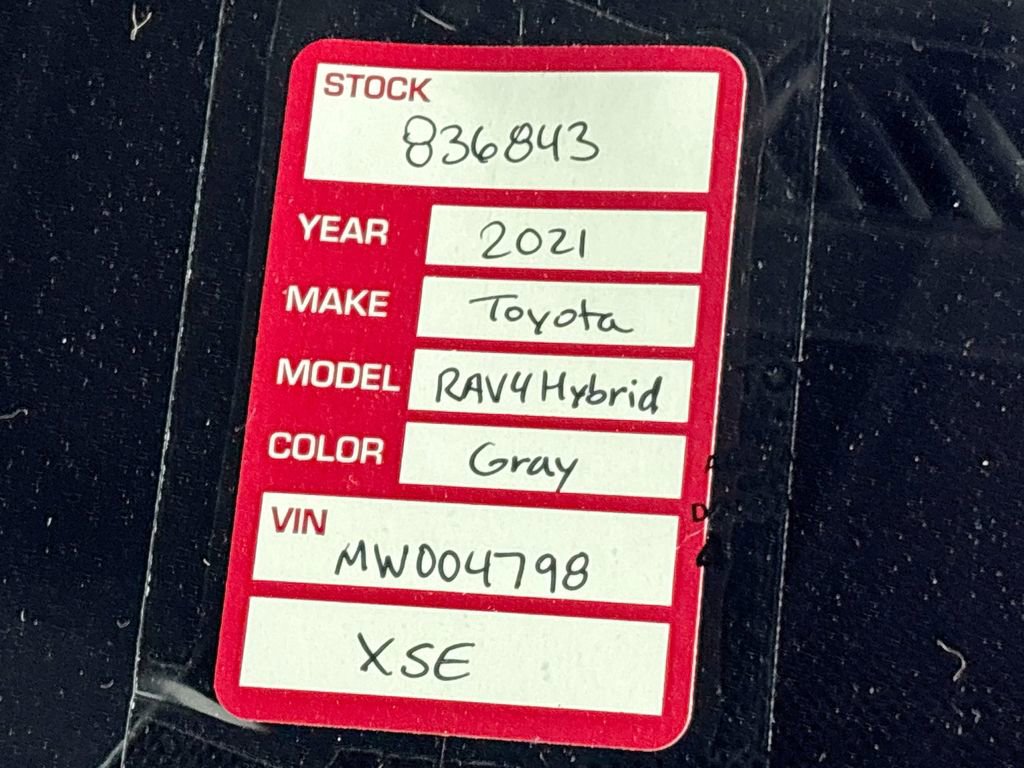 STOCK
836843
YEAR 2021
MAKE Toyota
MODEL RAV4 Hybrid
COLOR Gray
VIN
MW004798
XSE